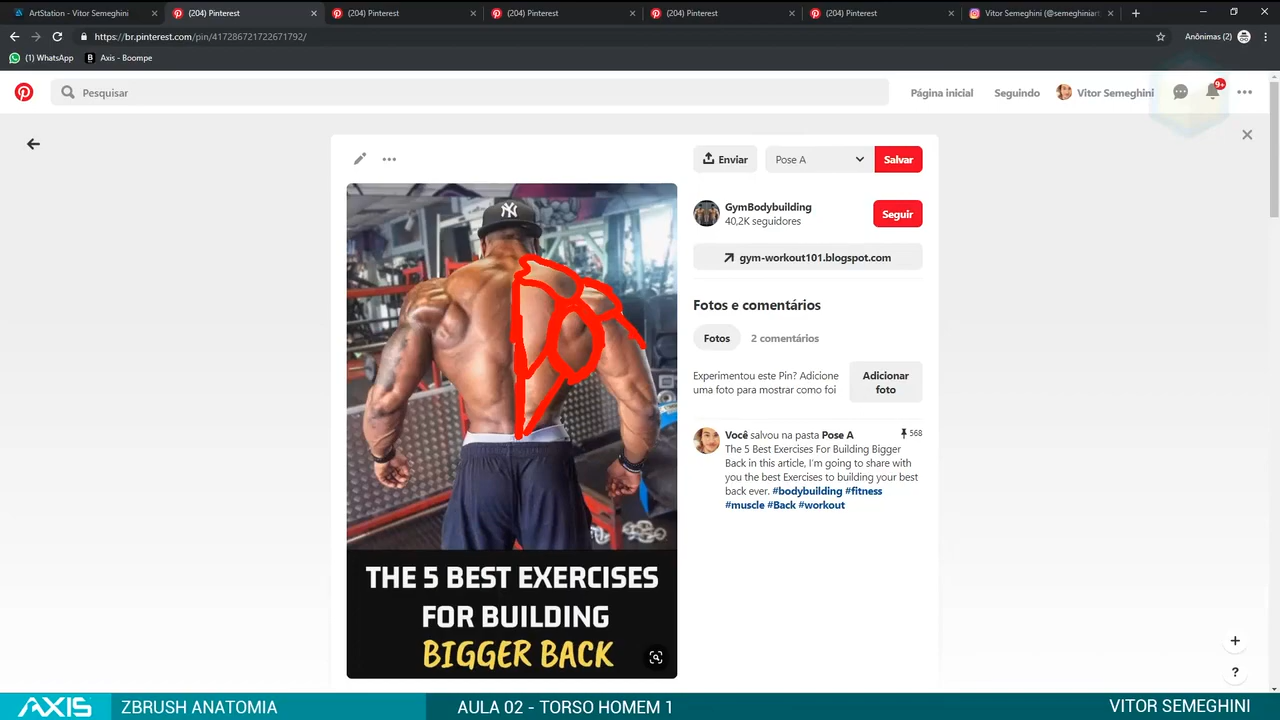 ArtStation - Vitor Semeghini
(204) Pinterest
(204) Pinterest
(204) Pinterest
(204) Pinterest
(204) Pinterest
Vitor Semeghini (@semeghiniart
https://br.pinterest.com/pin/417286721722671792/
Anônimas (2)
(1) WhatsApp
Axis - Boompe
Pesquisar
Página inicial
Seguindo
Vitor Semeghini
9+
Enviar
Pose A
Salvar
GymBodybuilding
40,2K seguidores
Seguir
gym-workout101.blogspot.com
Fotos e comentários
Fotos
2 comentários
Experimentou este Pin? Adicione
uma foto para mostrar como foi
Adicionar
foto
Você salvou na pasta Pose A
568
The 5 Best Exercises For Building Bigger
Back in this article, I'm going to share with
you the best Exercises to building your best
back ever. #bodybuilding #fitness
#muscle #Back #workout
NY
THE 5 BEST EXERCISES
FOR BUILDING
BIGGER BACK
AXIS
ZBRUSH ANATOMIA
AULA 02 - TORSO HOMEM 1
VITOR SEMEGHINI